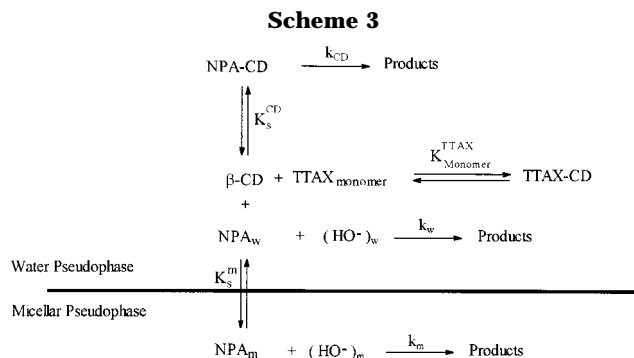 Scheme 3
NPA-CD k_CD Products
K_s^CD
β-CD + TTAX_monomer K_Monomer^TTAX TTAX-CD
+
NPA_w + (HO⁻)_w k_w Products
Water Pseudophase K_s^m
Micellar Pseudophase
NPA_m + (HO⁻)_m k_m Products